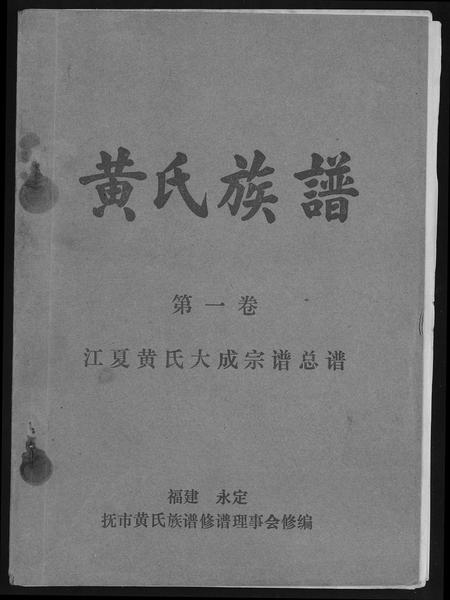 黄氏族譜
第一卷
江夏黄氏大成宗谱总谱
福建 永定
抚市黄氏族谱修谱理事会修编